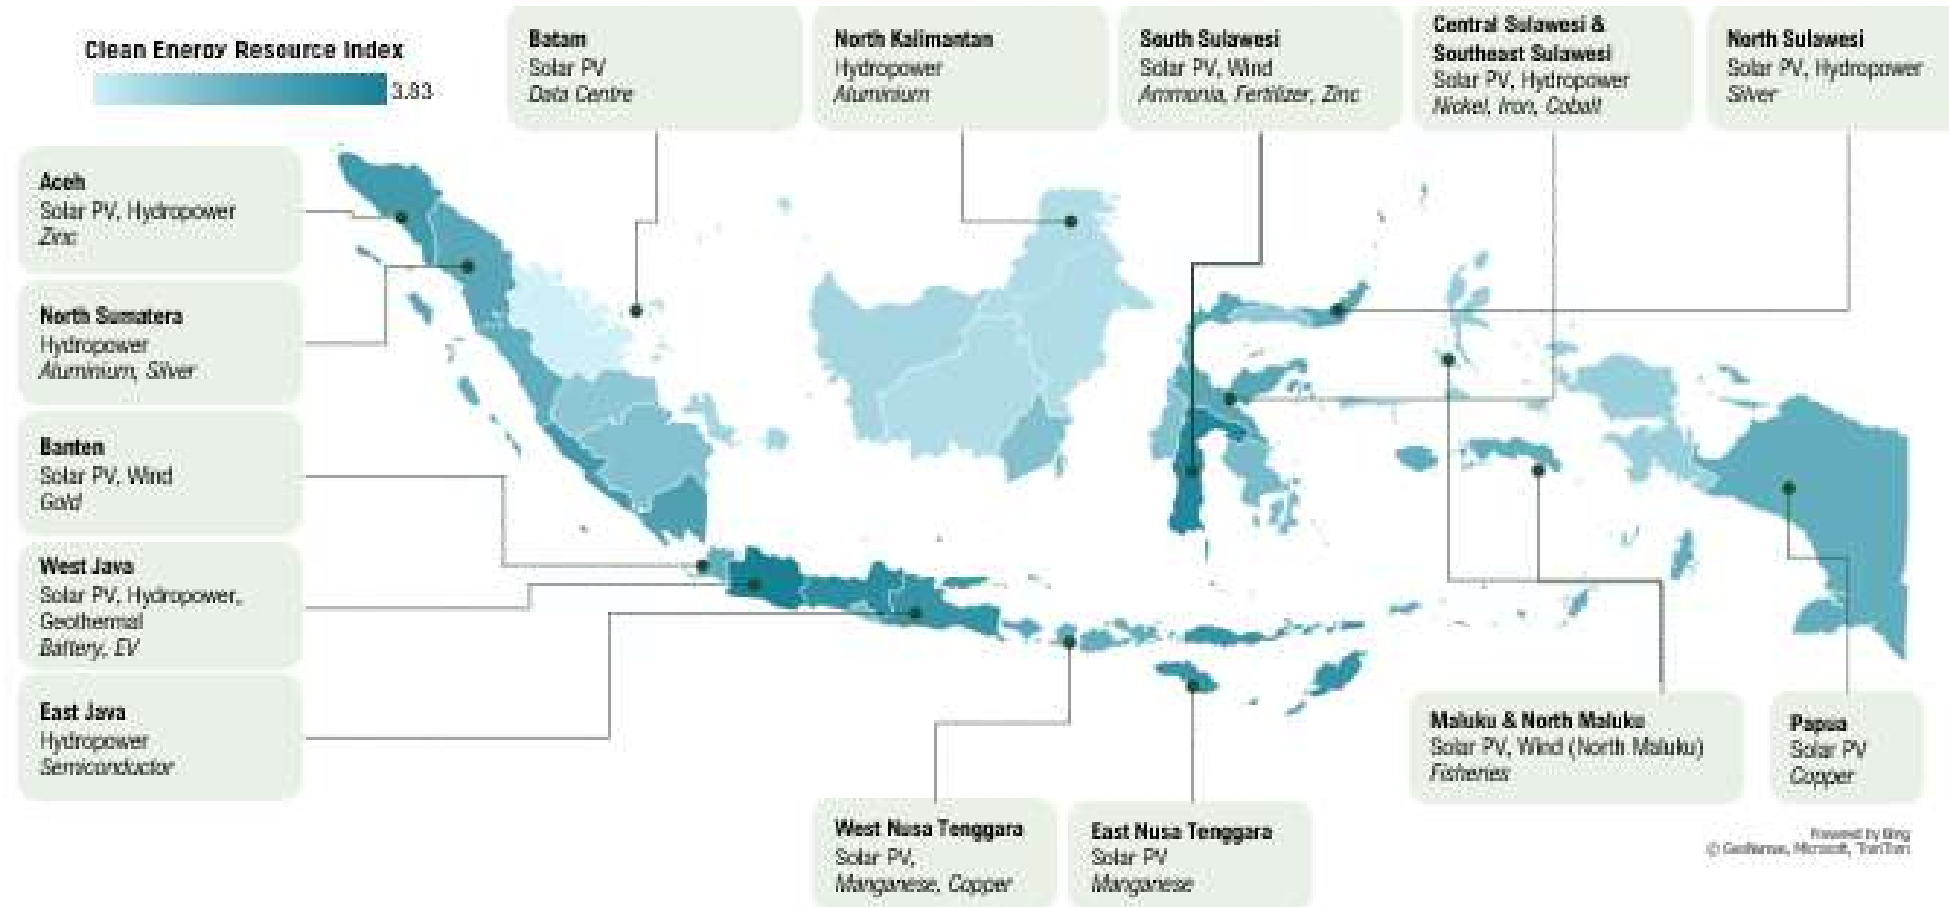 Clean Energy Resource Index
3.83
Batam
Solar PV
Data Centre
North Kalimantan
Hydropower
Aluminium
South Sulawesi
Solar PV, Wind
Ammonia, Fertilizer, Zinc
Central Sulawesi &
Southeast Sulawesi
Solar PV, Hydropower
Nickel, Iron, Cobalt
North Sulawesi
Solar PV, Hydropower
Silver
Aceh
Solar PV, Hydropower
Zinc
North Sumatera
Hydropower
Aluminium, Silver
Banten
Solar PV, Wind
Gold
West Java
Solar PV, Hydropower,
Geothermal
Battery, EV
East Java
Hydropower
Semiconductor
West Nusa Tenggara
Solar PV,
Manganese, Copper
East Nusa Tenggara
Solar PV
Manganese
Maluku & North Maluku
Solar PV, Wind (North Maluku)
Fisheries
Papua
Solar PV
Copper
Powered by Bing
© GeoNames, Microsoft, TomTom